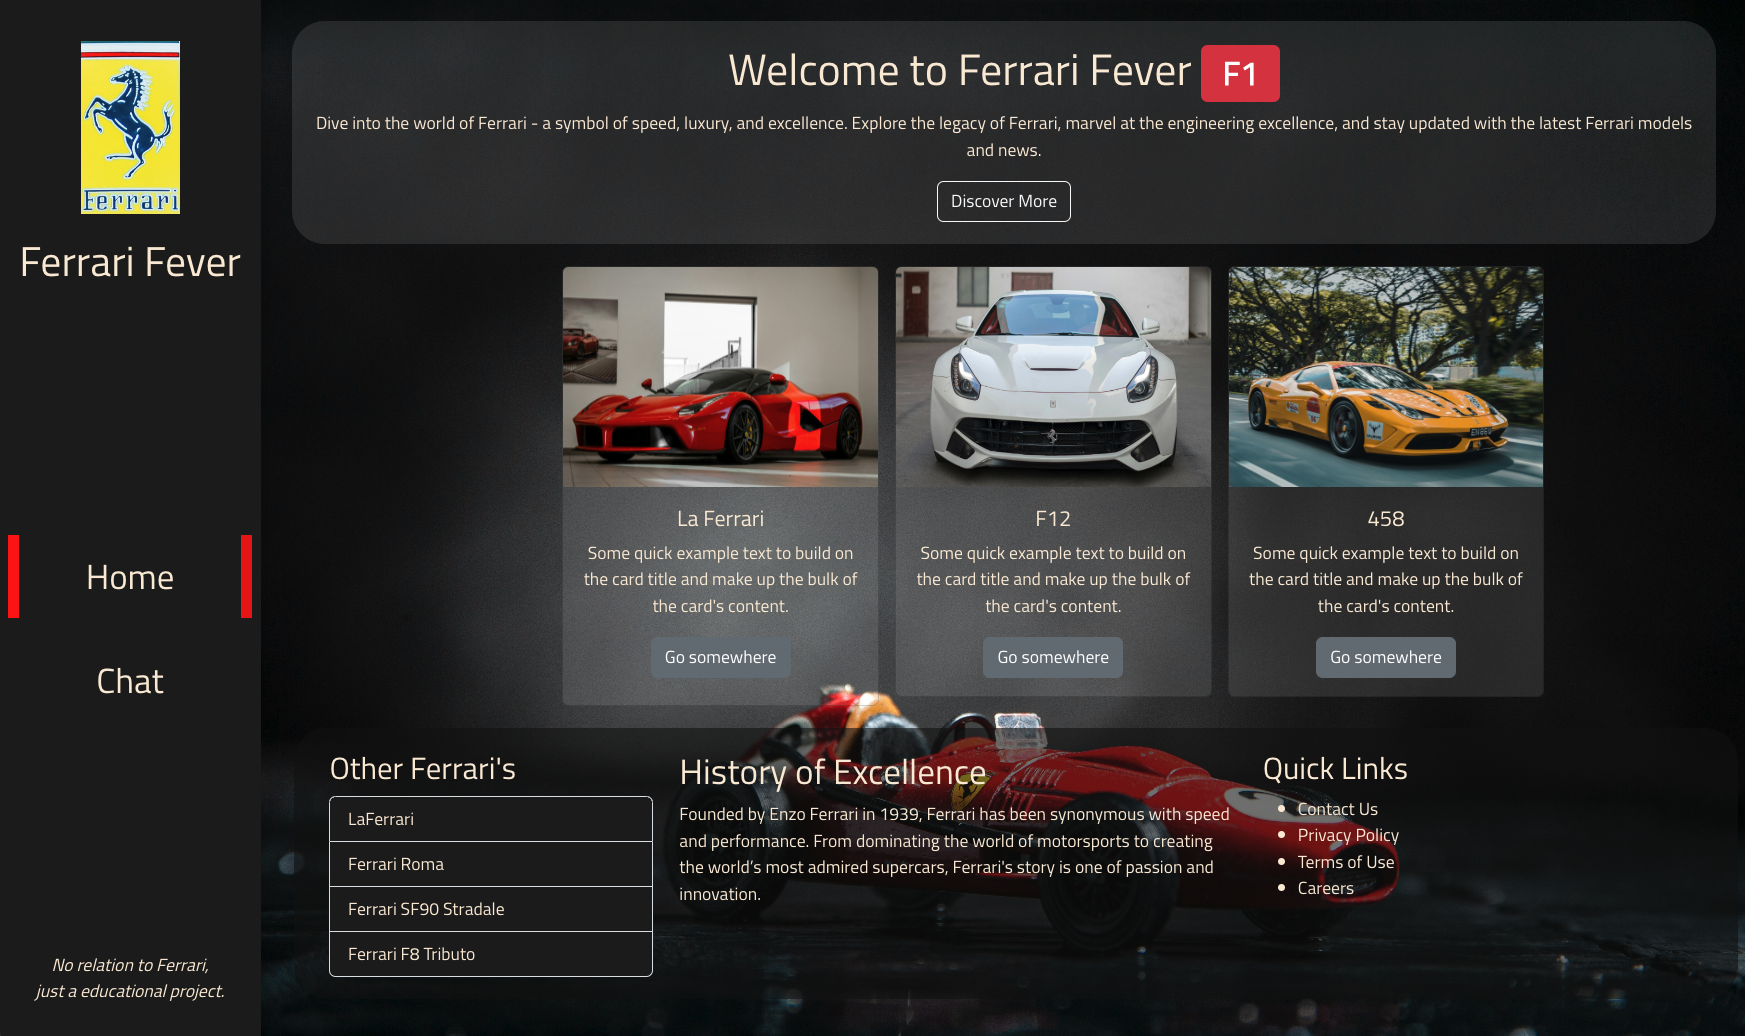 Ferrari
Ferrari Fever
Home
Chat
No relation to Ferrari,
just a educational project.
Welcome to Ferrari Fever F1
Dive into the world of Ferrari - a symbol of speed, luxury, and excellence. Explore the legacy of Ferrari, marvel at the engineering excellence, and stay updated with the latest Ferrari models
and news.
Discover More
La Ferrari
Some quick example text to build on
the card title and make up the bulk of
the card's content.
Go somewhere
F12
Some quick example text to build on
the card title and make up the bulk of
the card's content.
Go somewhere
458
Some quick example text to build on
the card title and make up the bulk of
the card's content.
Go somewhere
Other Ferrari's
LaFerrari
Ferrari Roma
Ferrari SF90 Stradale
Ferrari F8 Tributo
History of Excellence
Founded by Enzo Ferrari in 1939, Ferrari has been synonymous with speed
and performance. From dominating the world of motorsports to creating
the world’s most admired supercars, Ferrari's story is one of passion and
innovation.
Quick Links
Contact Us
Privacy Policy
Terms of Use
Careers